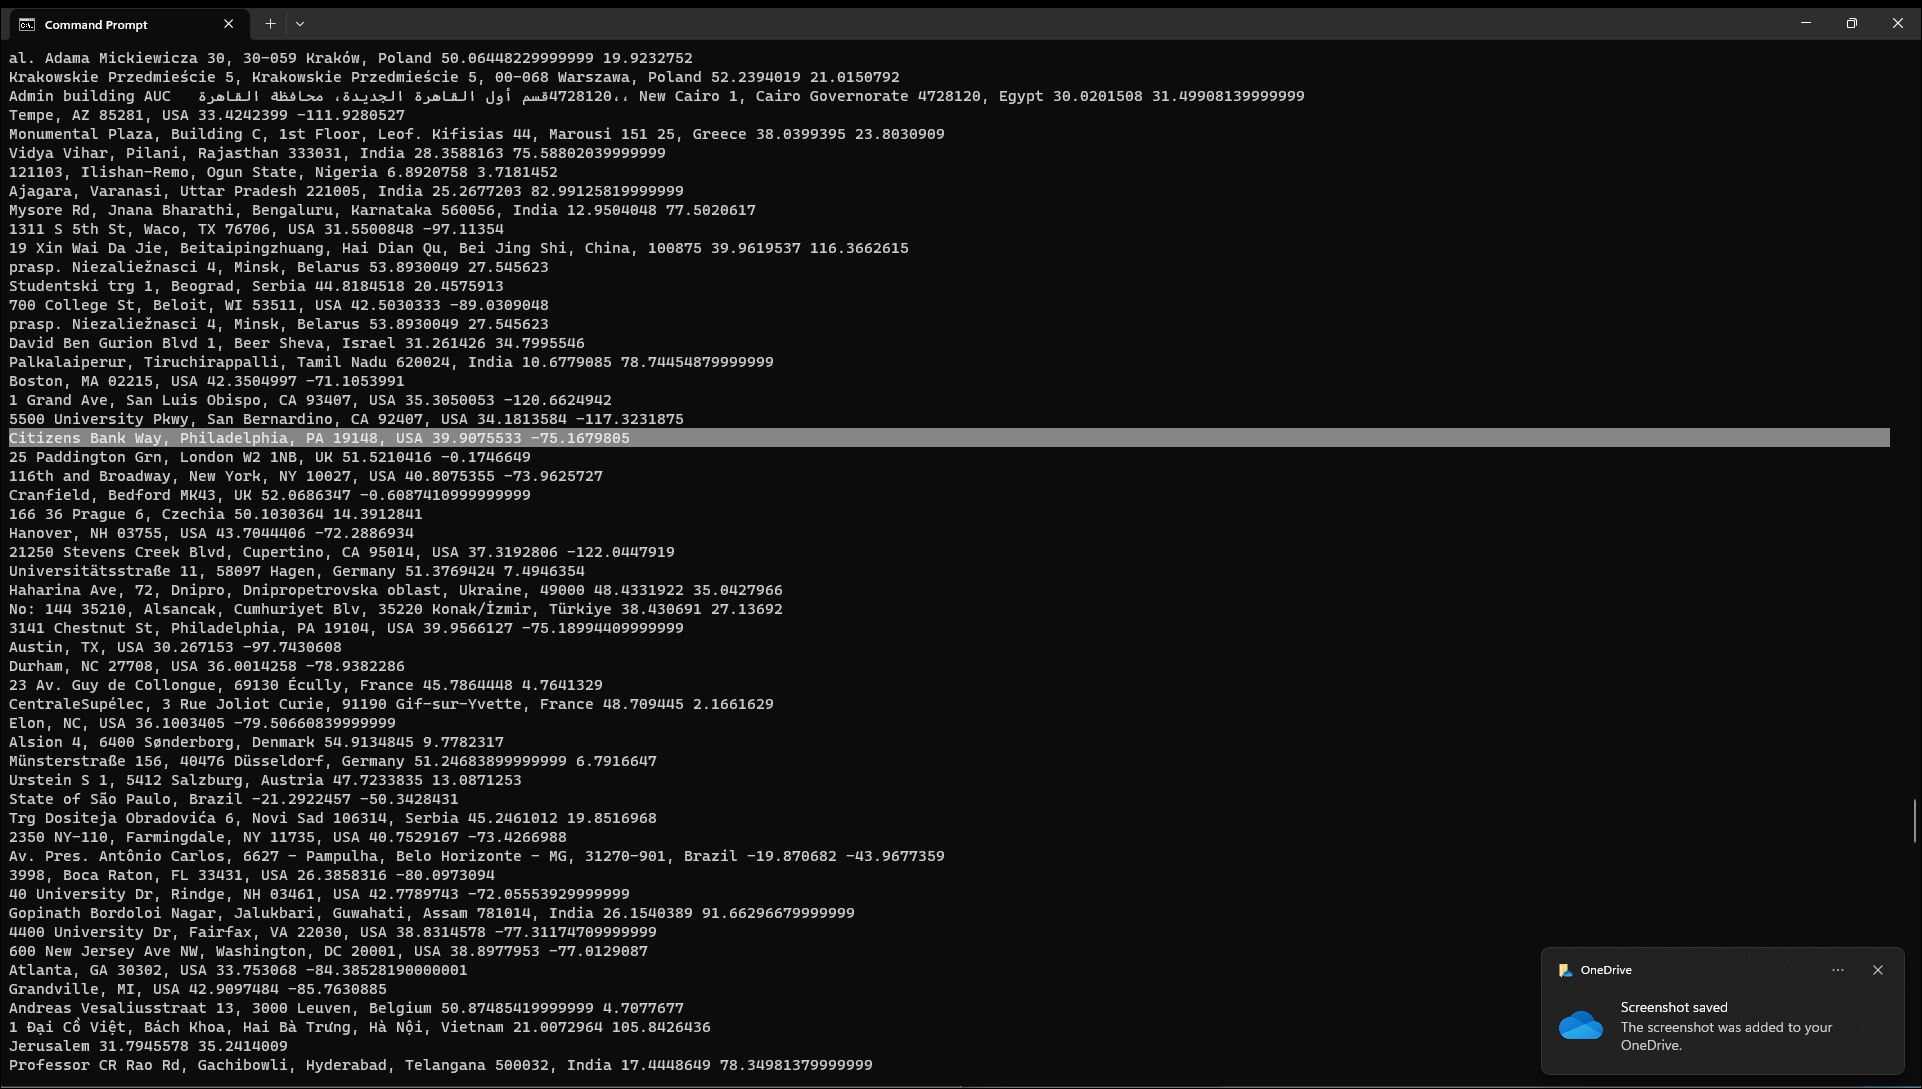 Command Prompt
al. Adama Mickiewicza 30, 30-059 Kraków, Poland 50.06448229999999 19.9232752
Krakowskie Przedmieście 5, Krakowskie Przedmieście 5, 00-068 Warszawa, Poland 52.2394019 21.0150792
Admin building AUC   قسم أول القاهرة الجديدة، محافظة القاهرة4728120،، New Cairo 1, Cairo Governorate 4728120, Egypt 30.0201508 31.49908139999999
Tempe, AZ 85281, USA 33.4242399 -111.9280527
Monumental Plaza, Building C, 1st Floor, Leof. Kifisias 44, Marousi 151 25, Greece 38.0399395 23.8030909
Vidya Vihar, Pilani, Rajasthan 333031, India 28.3588163 75.58802039999999
121103, Ilishan-Remo, Ogun State, Nigeria 6.8920758 3.7181452
Ajagara, Varanasi, Uttar Pradesh 221005, India 25.2677203 82.99125819999999
Mysore Rd, Jnana Bharathi, Bengaluru, Karnataka 560056, India 12.9504048 77.5020617
1311 S 5th St, Waco, TX 76706, USA 31.5500848 -97.11354
19 Xin Wai Da Jie, Beitaipingzhuang, Hai Dian Qu, Bei Jing Shi, China, 100875 39.9619537 116.3662615
prasp. Niezaliežnasci 4, Minsk, Belarus 53.8930049 27.545623
Studentski trg 1, Beograd, Serbia 44.8184518 20.4575913
700 College St, Beloit, WI 53511, USA 42.5030333 -89.0309048
prasp. Niezaliežnasci 4, Minsk, Belarus 53.8930049 27.545623
David Ben Gurion Blvd 1, Beer Sheva, Israel 31.261426 34.7995546
Palkalaiperur, Tiruchirappalli, Tamil Nadu 620024, India 10.6779085 78.74454879999999
Boston, MA 02215, USA 42.3504997 -71.1053991
1 Grand Ave, San Luis Obispo, CA 93407, USA 35.3050053 -120.6624942
5500 University Pkwy, San Bernardino, CA 92407, USA 34.1813584 -117.3231875
Citizens Bank Way, Philadelphia, PA 19148, USA 39.9075533 -75.1679805
25 Paddington Grn, London W2 1NB, UK 51.5210416 -0.1746649
116th and Broadway, New York, NY 10027, USA 40.8075355 -73.9625727
Cranfield, Bedford MK43, UK 52.0686347 -0.6087410999999999
166 36 Prague 6, Czechia 50.1030364 14.3912841
Hanover, NH 03755, USA 43.7044406 -72.2886934
21250 Stevens Creek Blvd, Cupertino, CA 95014, USA 37.3192806 -122.0447919
Universitätsstraße 11, 58097 Hagen, Germany 51.3769424 7.4946354
Haharina Ave, 72, Dnipro, Dnipropetrovska oblast, Ukraine, 49000 48.4331922 35.0427966
No: 144 35210, Alsancak, Cumhuriyet Blv, 35220 Konak/İzmir, Türkiye 38.430691 27.13692
3141 Chestnut St, Philadelphia, PA 19104, USA 39.9566127 -75.18994409999999
Austin, TX, USA 30.267153 -97.7430608
Durham, NC 27708, USA 36.0014258 -78.9382286
23 Av. Guy de Collongue, 69130 Écully, France 45.7864448 4.7641329
CentraleSupélec, 3 Rue Joliot Curie, 91190 Gif-sur-Yvette, France 48.709445 2.1661629
Elon, NC, USA 36.1003405 -79.50660839999999
Alsion 4, 6400 Sønderborg, Denmark 54.9134845 9.7782317
Münsterstraße 156, 40476 Düsseldorf, Germany 51.24683899999999 6.7916647
Urstein S 1, 5412 Salzburg, Austria 47.7233835 13.0871253
State of São Paulo, Brazil -21.2922457 -50.3428431
Trg Dositeja Obradovića 6, Novi Sad 106314, Serbia 45.2461012 19.8516968
2350 NY-110, Farmingdale, NY 11735, USA 40.7529167 -73.4266988
Av. Pres. Antônio Carlos, 6627 - Pampulha, Belo Horizonte - MG, 31270-901, Brazil -19.870682 -43.9677359
3998, Boca Raton, FL 33431, USA 26.3858316 -80.0973094
40 University Dr, Rindge, NH 03461, USA 42.7789743 -72.05553929999999
Gopinath Bordoloi Nagar, Jalukbari, Guwahati, Assam 781014, India 26.1540389 91.66296679999999
4400 University Dr, Fairfax, VA 22030, USA 38.8314578 -77.31174709999999
600 New Jersey Ave NW, Washington, DC 20001, USA 38.8977953 -77.0129087
Atlanta, GA 30302, USA 33.753068 -84.38528190000001
Grandville, MI, USA 42.9097484 -85.7630885
Andreas Vesaliusstraat 13, 3000 Leuven, Belgium 50.87485419999999 4.7077677
1 Đại Cồ Việt, Bách Khoa, Hai Bà Trưng, Hà Nội, Vietnam 21.0072964 105.8426436
Jerusalem 31.7945578 35.2414009
Professor CR Rao Rd, Gachibowli, Hyderabad, Telangana 500032, India 17.4448649 78.34981379999999
OneDrive
Screenshot saved
The screenshot was added to your
OneDrive.